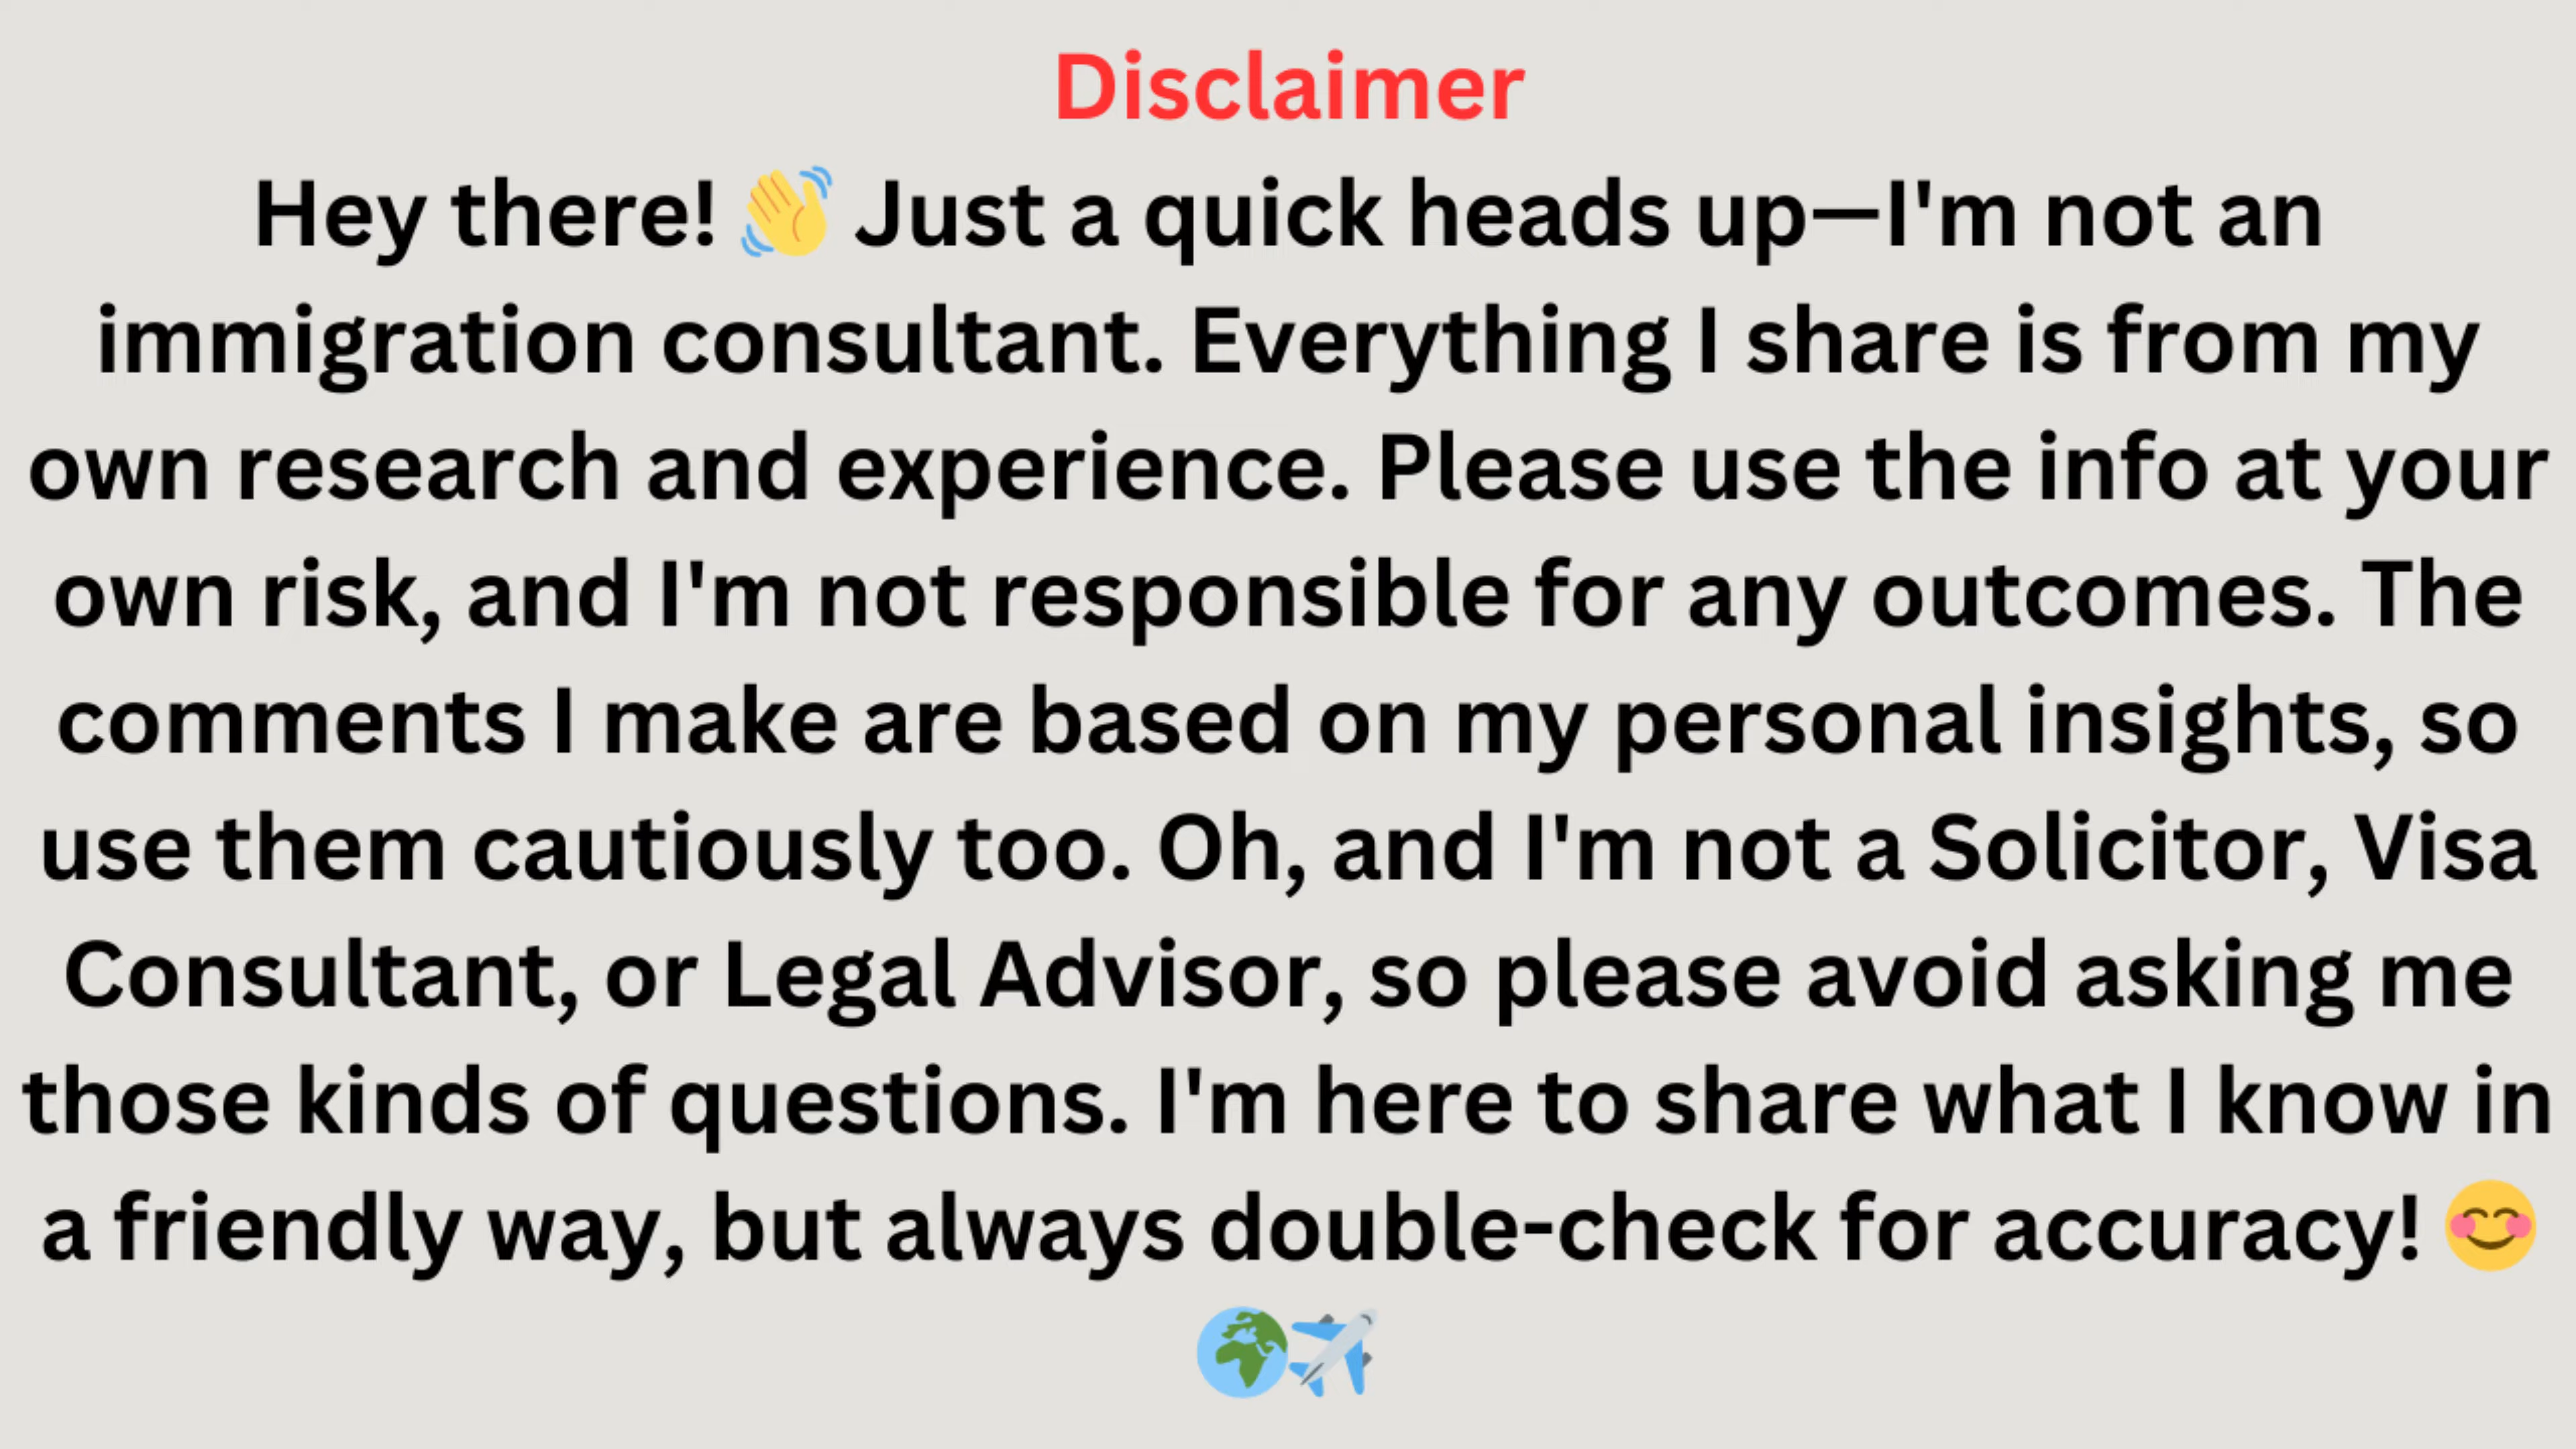 Disclaimer
Hey there! 👋 Just a quick heads up—I'm not an
immigration consultant. Everything I share is from my
own research and experience. Please use the info at your
own risk, and I'm not responsible for any outcomes. The
comments I make are based on my personal insights, so
use them cautiously too. Oh, and I'm not a Solicitor, Visa
Consultant, or Legal Advisor, so please avoid asking me
those kinds of questions. I'm here to share what I know in
a friendly way, but always double-check for accuracy! 😊
🌍✈️